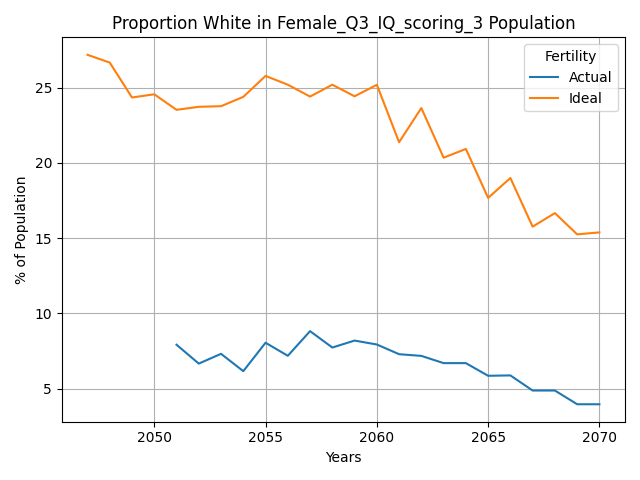 Proportion White in Female_Q3_IQ_scoring_3 Population
Fertility
Actual
Ideal
% of Population
25
20
15
10
5
2050 2055 2060 2065 2070
Years